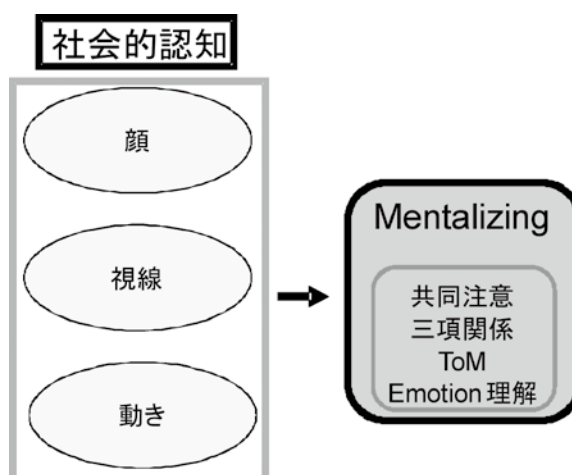 社会的認知
顔
視線
動き
Mentalizing
共同注意
三項関係
ToM
Emotion 理解